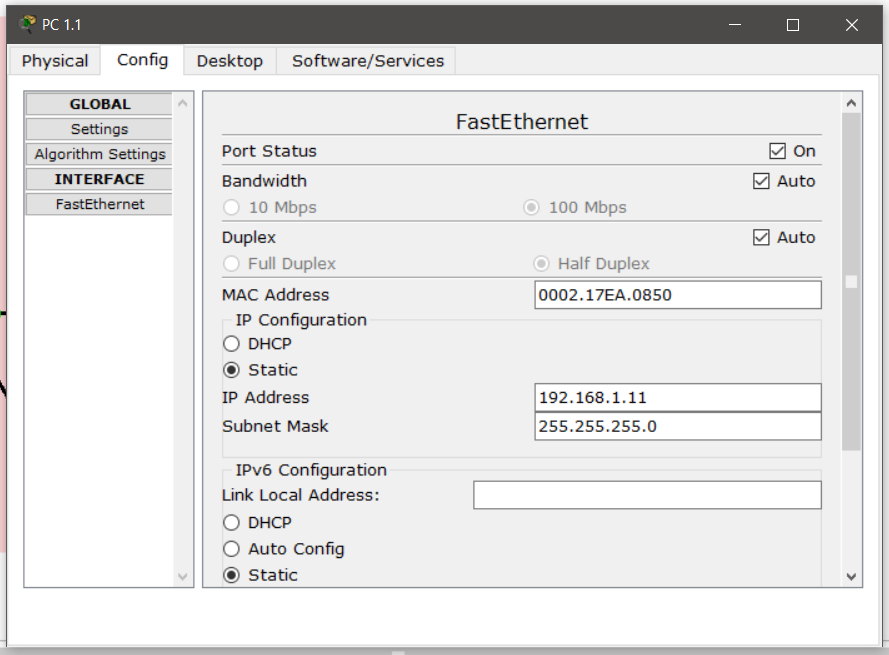 PC 1.1
Physical Config Desktop Software/Services
GLOBAL
Settings
Algorithm Settings
INTERFACE
FastEthernet
FastEthernet
Port Status On
Bandwidth Auto
10 Mbps 100 Mbps
Duplex Auto
Full Duplex Half Duplex
MAC Address 0002.17EA.0850
IP Configuration
DHCP
Static
IP Address 192.168.1.11
Subnet Mask 255.255.255.0
IPv6 Configuration
Link Local Address:
DHCP
Auto Config
Static